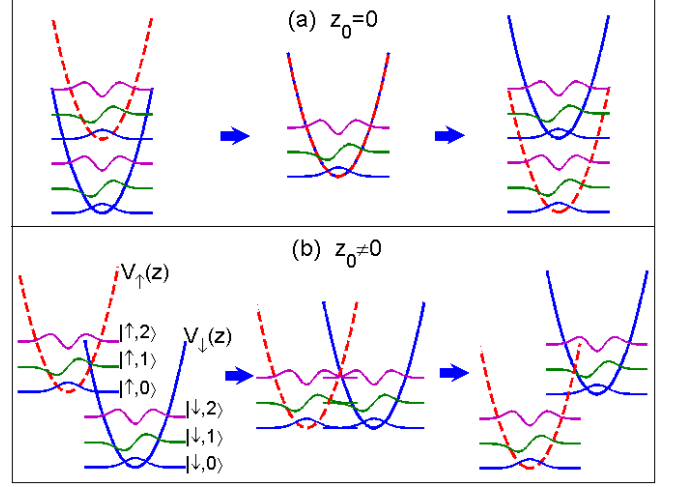 (a) z₀=0
(b) z₀≠0
V↑(z)
|↑,2⟩
V↓(z)
|↑,1⟩
|↑,0⟩
|↓,2⟩
|↓,1⟩
|↓,0⟩